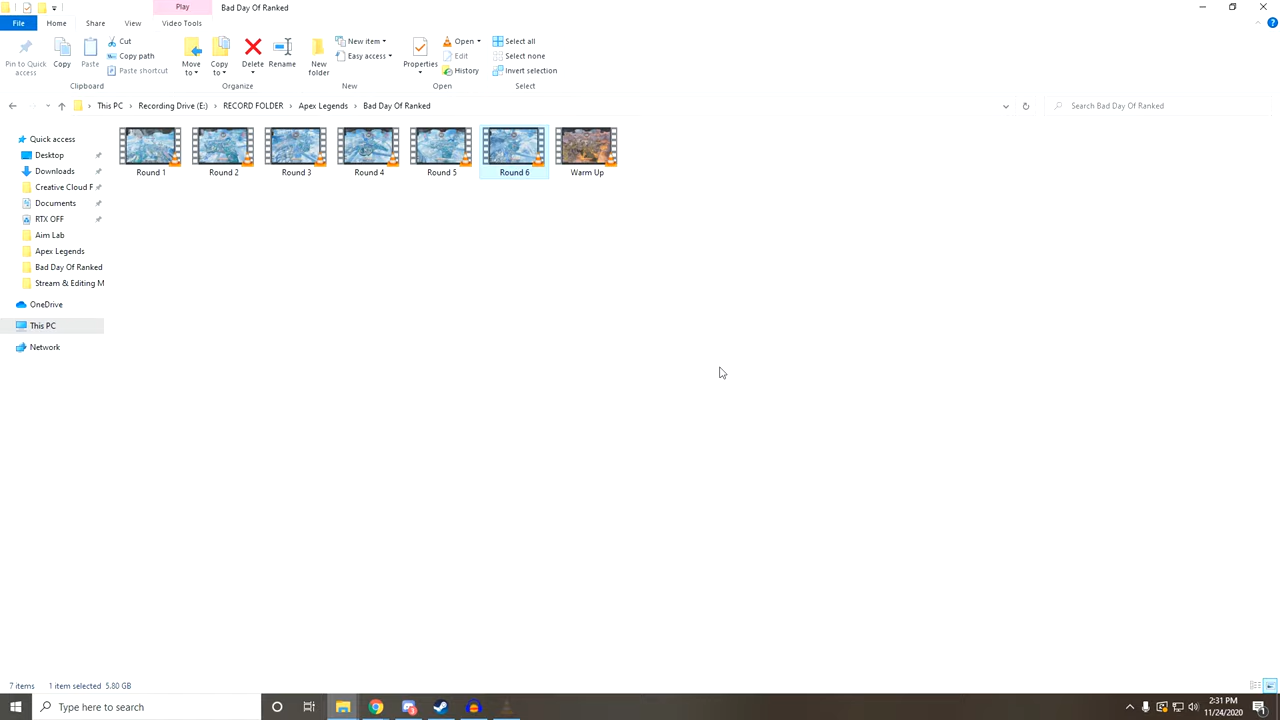 Play
Bad Day Of Ranked
File
Home
Share
View
Video Tools
Pin to Quick access
Copy
Paste
Cut
Copy path
Paste shortcut
Clipboard
Move to
Copy to
Delete
Rename
Organize
New folder
New item
Easy access
New
Properties
Open
Edit
History
Open
Select all
Select none
Invert selection
Select
This PC
Recording Drive (E:)
RECORD FOLDER
Apex Legends
Bad Day Of Ranked
Search Bad Day Of Ranked
Quick access
Desktop
Downloads
Creative Cloud F
Documents
RTX OFF
Aim Lab
Apex Legends
Bad Day Of Ranked
Stream & Editing M
OneDrive
This PC
Network
Round 1
Round 2
Round 3
Round 4
Round 5
Round 6
Warm Up
7 items
1 item selected 5.80 GB
Type here to search
2:31 PM
11/24/2020